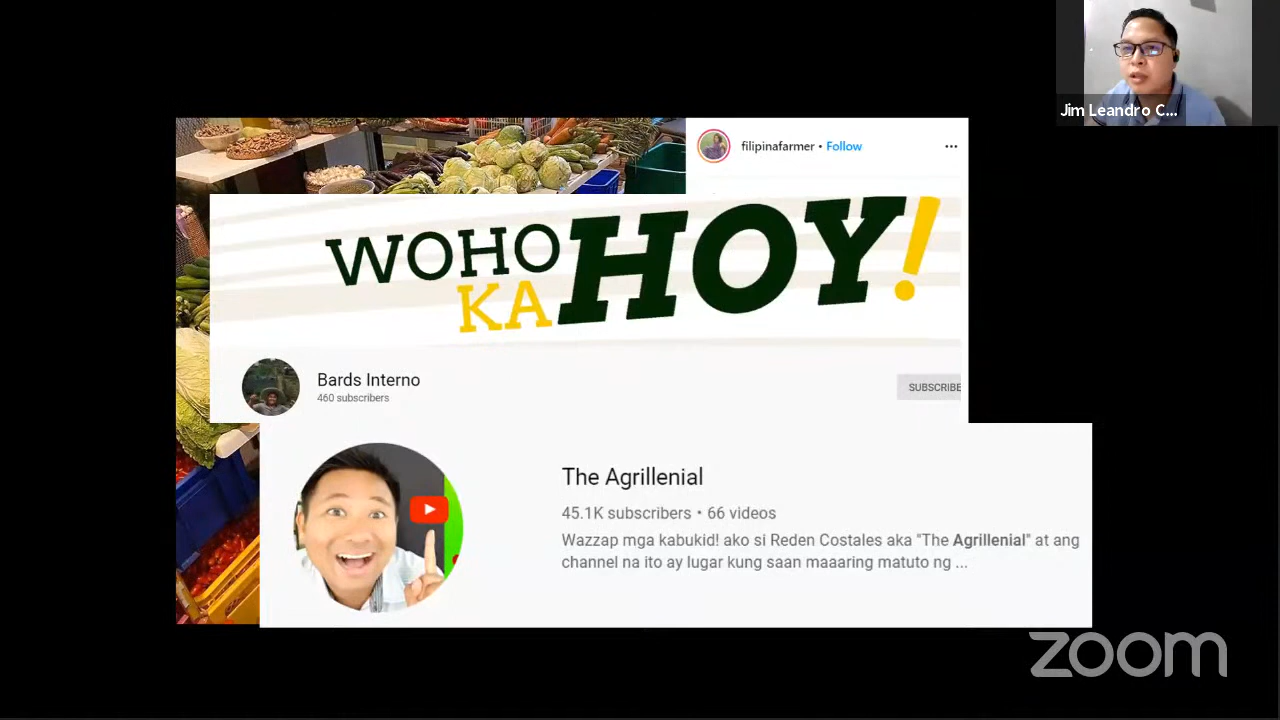 Jim Leandro C...
filipinafarmer • Follow
WOHO
KA HOY!
Bards Interno
460 subscribers
SUBSCRIBE
The Agrillenial
45.1K subscribers • 66 videos
Wazzap mga kabukid! ako si Reden Costales aka "The Agrillenial" at ang
channel na ito ay lugar kung saan maaaring matuto ng ...
zoom